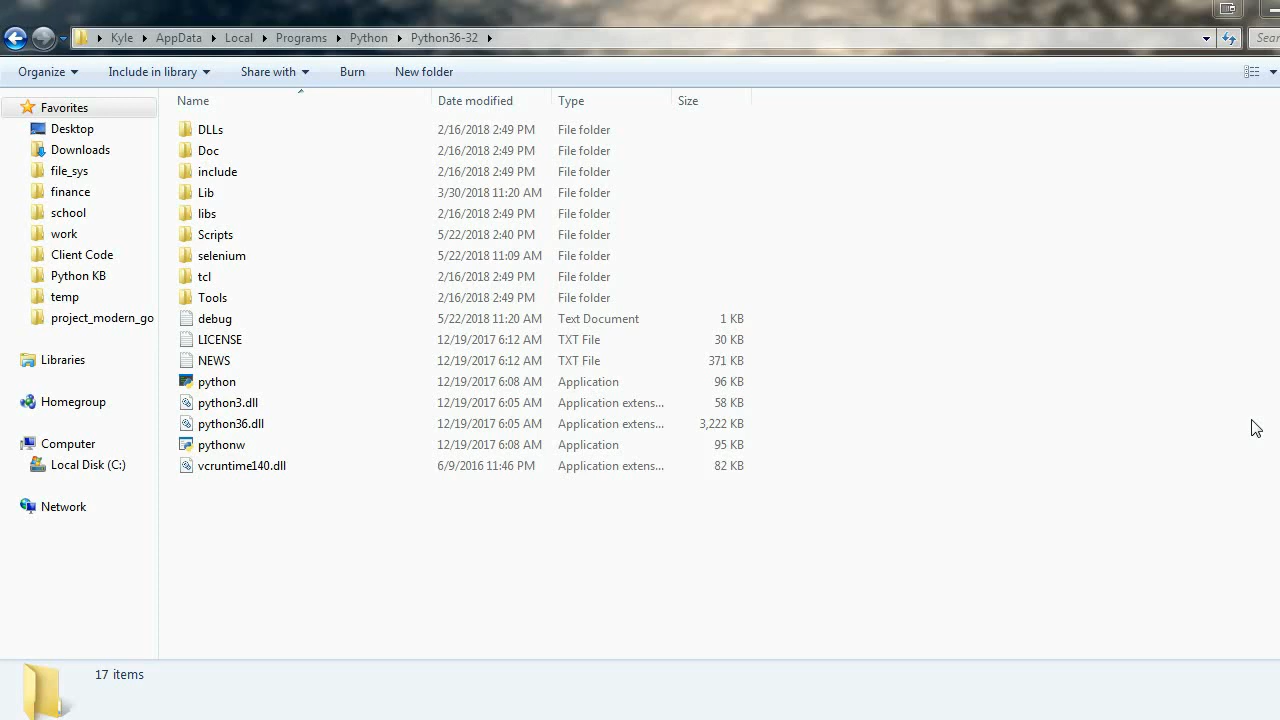 Kyle AppData Local Programs Python Python36-32
Organize Include in library Share with Burn New folder
Name Date modified Type Size
Favorites
Desktop
Downloads
file_sys
finance
school
work
Client Code
Python KB
temp
project_modern_go
Libraries
Homegroup
Computer
Local Disk (C:)
Network
DLLs 2/16/2018 2:49 PM File folder
Doc 2/16/2018 2:49 PM File folder
include 2/16/2018 2:49 PM File folder
Lib 3/30/2018 11:20 AM File folder
libs 2/16/2018 2:49 PM File folder
Scripts 5/22/2018 2:40 PM File folder
selenium 5/22/2018 11:09 AM File folder
tcl 2/16/2018 2:49 PM File folder
Tools 2/16/2018 2:49 PM File folder
debug 5/22/2018 11:20 AM Text Document 1 KB
LICENSE 12/19/2017 6:12 AM TXT File 30 KB
NEWS 12/19/2017 6:12 AM TXT File 371 KB
python 12/19/2017 6:08 AM Application 96 KB
python3.dll 12/19/2017 6:05 AM Application extens... 58 KB
python36.dll 12/19/2017 6:05 AM Application extens... 3,222 KB
pythonw 12/19/2017 6:08 AM Application 95 KB
vcruntime140.dll 6/9/2016 11:46 PM Application extens... 82 KB
17 items